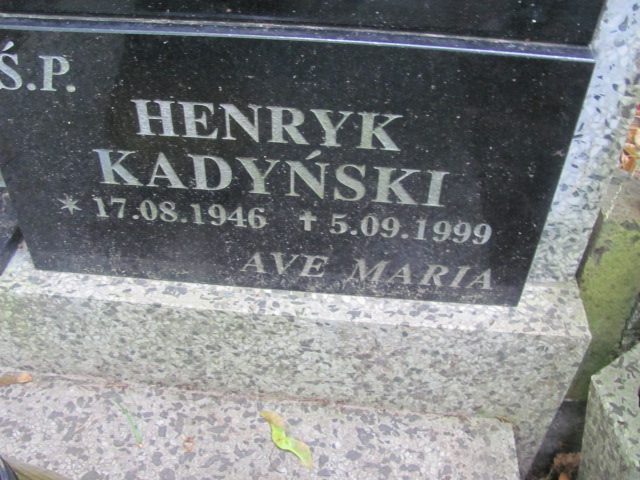 Ś.P.
HENRYK
KADYŃSKI
* 17.08.1946 ✝ 5.09.1999
AVE MARIA